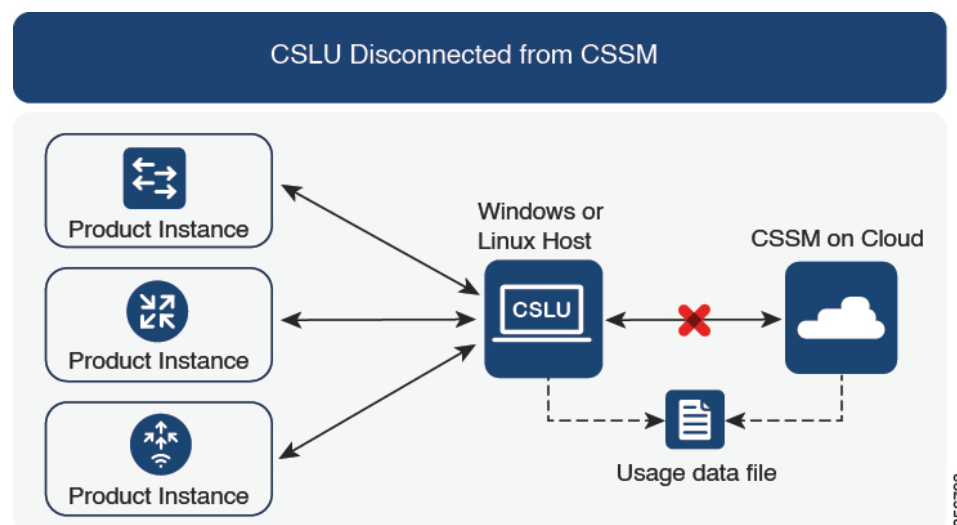 CSLU Disconnected from CSSM
Product Instance
Windows or
Linux Host
CSSM on Cloud
CSLU
Product Instance
Product Instance
Usage data file